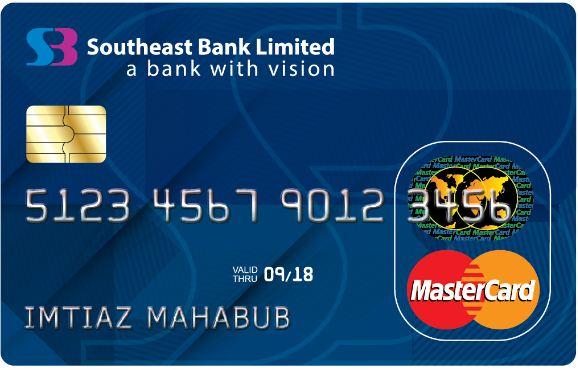 SB Southeast Bank Limited
a bank with vision
5123 4567 9012 3456
VALID THRU 09/18
IMTIAZ MAHABUB
MasterCard